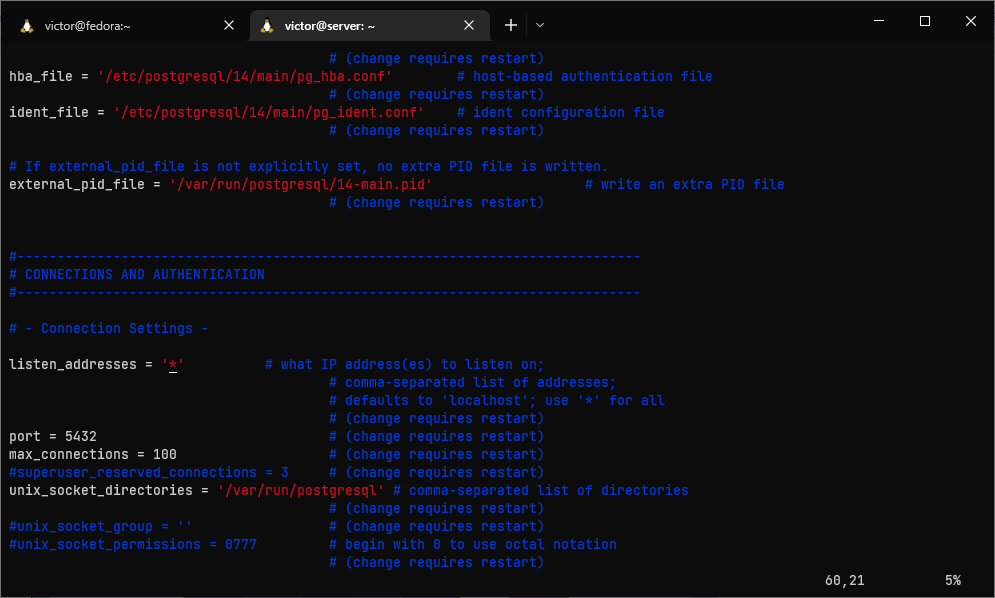 victor@fedora:~
victor@server: ~
# (change requires restart)
hba_file = '/etc/postgresql/14/main/pg_hba.conf'        # host-based authentication file
# (change requires restart)
ident_file = '/etc/postgresql/14/main/pg_ident.conf'    # ident configuration file
# (change requires restart)
# If external_pid_file is not explicitly set, no extra PID file is written.
external_pid_file = '/var/run/postgresql/14-main.pid'                   # write an extra PID file
# (change requires restart)
#------------------------------------------------------------------------------
# CONNECTIONS AND AUTHENTICATION
#------------------------------------------------------------------------------
# - Connection Settings -
listen_addresses = '*'          # what IP address(es) to listen on;
# comma-separated list of addresses;
# defaults to 'localhost'; use '*' for all
# (change requires restart)
port = 5432                             # (change requires restart)
max_connections = 100                   # (change requires restart)
#superuser_reserved_connections = 3     # (change requires restart)
unix_socket_directories = '/var/run/postgresql' # comma-separated list of directories
# (change requires restart)
#unix_socket_group = ''                 # (change requires restart)
#unix_socket_permissions = 0777         # begin with 0 to use octal notation
# (change requires restart)
60,21          5%